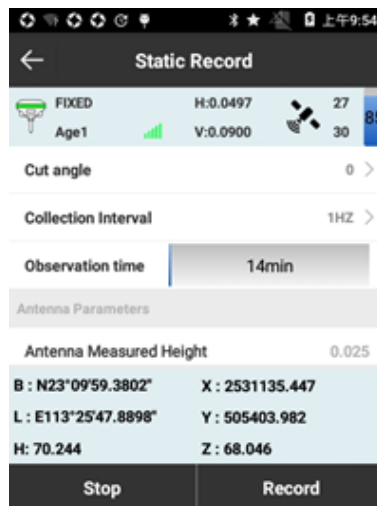 上午9:54
Static Record
FIXED H:0.0497 27
Age1 V:0.0900 30
Cut angle 0
Collection Interval 1HZ
Observation time 14min
Antenna Parameters
Antenna Measured Height 0.025
B : N23°09'59.3802" X : 2531135.447
L : E113°25'47.8898" Y : 505403.982
H: 70.244 Z : 68.046
Stop Record